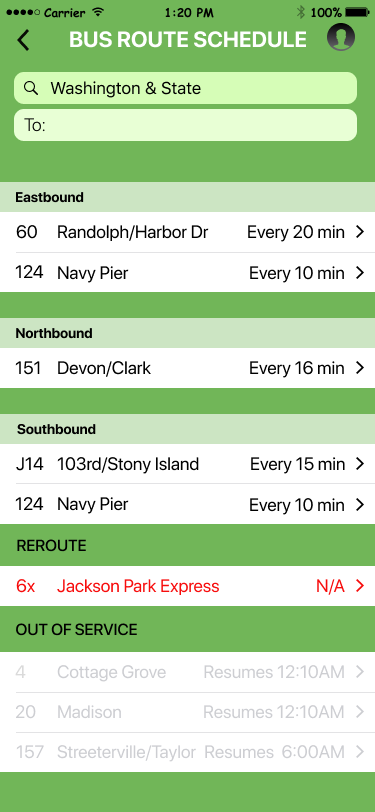 Carrier 1:20 PM 100%
BUS ROUTE SCHEDULE
Washington & State
To:
Eastbound
60 Randolph/Harbor Dr Every 20 min
124 Navy Pier Every 10 min
Northbound
151 Devon/Clark Every 16 min
Southbound
J14 103rd/Stony Island Every 15 min
124 Navy Pier Every 10 min
REROUTE
6x Jackson Park Express N/A
OUT OF SERVICE
4 Cottage Grove Resumes 12:10AM
20 Madison Resumes 12:10AM
157 Streeterville/Taylor Resumes 6:00AM